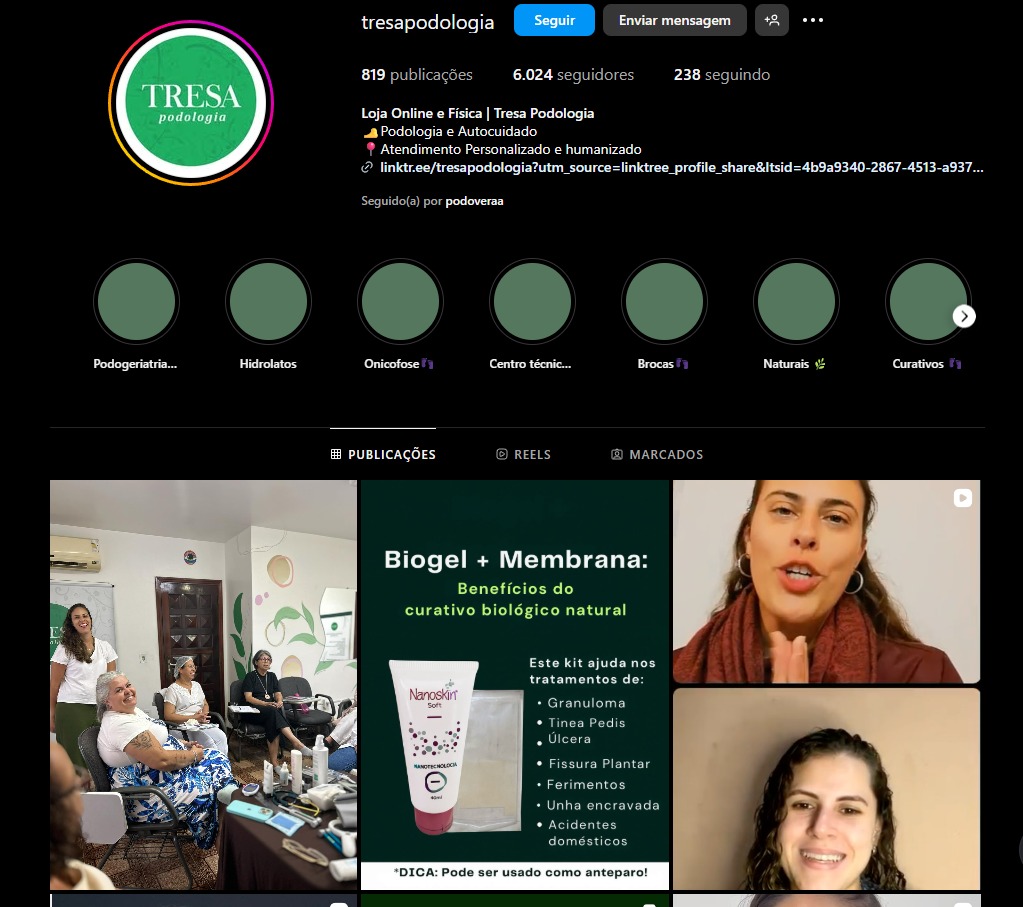 tresapodologia
Seguir
Enviar mensagem
TRESA
podologia
819 publicações
6.024 seguidores
238 seguindo
Loja Online e Física | Tresa Podologia
Podologia e Autocuidado
Atendimento Personalizado e humanizado
linktr.ee/tresapodologia?utm_source=linktree_profile_share&ltsid=4b9a9340-2867-4513-a937...
Seguido(a) por podoveraa
Podogeriatria...
Hidrolatos
Onicofose
Centro técnic...
Brocas
Naturais
Curativos
PUBLICAÇÕES
REELS
MARCADOS
Biogel + Membrana:
Benefícios do
curativo biológico natural
Este kit ajuda nos
tratamentos de:
• Granuloma
• Tinea Pedis
• Úlcera
• Fissura Plantar
• Ferimentos
• Unha encravada
• Acidentes
domésticos
Nanoskin
Soft
NANOTECNOLOGIA
*DICA: Pode ser usado como anteparo!